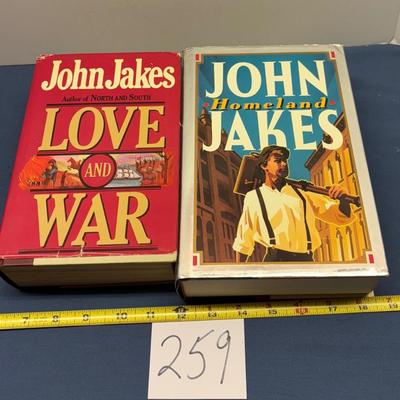 John Jakes
Author of NORTH AND SOUTH
LOVE
AND
WAR
JOHN
Homeland
JAKES
259